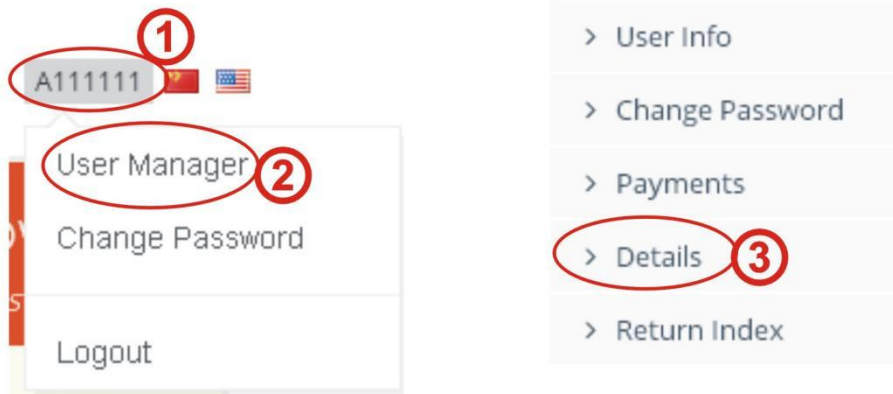 1
A111111
User Manager
2
Change Password
Logout
User Info
Change Password
Payments
Details
3
Return Index